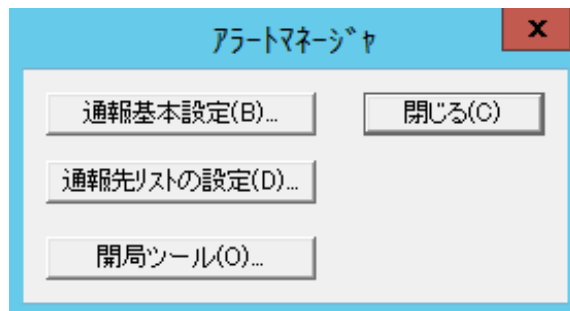 アラートマネージャ
x
通報基本設定(B)...
閉じる(C)
通報先リストの設定(D)...
開局ツール(O)...